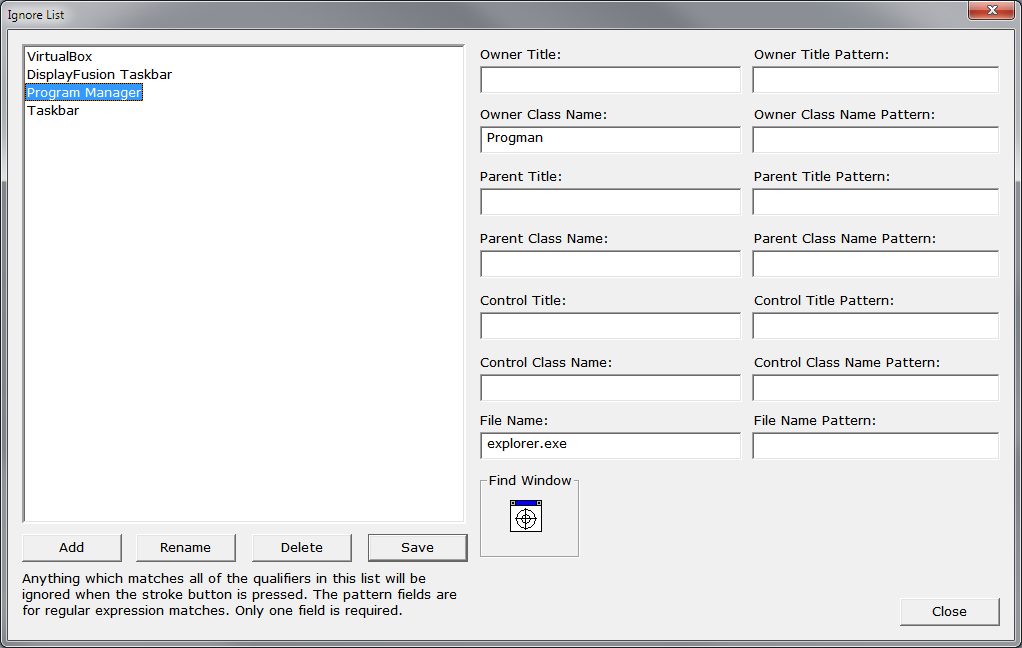 Ignore List
VirtualBox
DisplayFusion Taskbar
Program Manager
Taskbar
Owner Title:
Owner Title Pattern:
Owner Class Name:
Owner Class Name Pattern:
Progman
Parent Title:
Parent Title Pattern:
Parent Class Name:
Parent Class Name Pattern:
Control Title:
Control Title Pattern:
Control Class Name:
Control Class Name Pattern:
File Name:
File Name Pattern:
explorer.exe
Find Window
Add
Rename
Delete
Save
Anything which matches all of the qualifiers in this list will be
ignored when the stroke button is pressed. The pattern fields are
for regular expression matches. Only one field is required.
Close